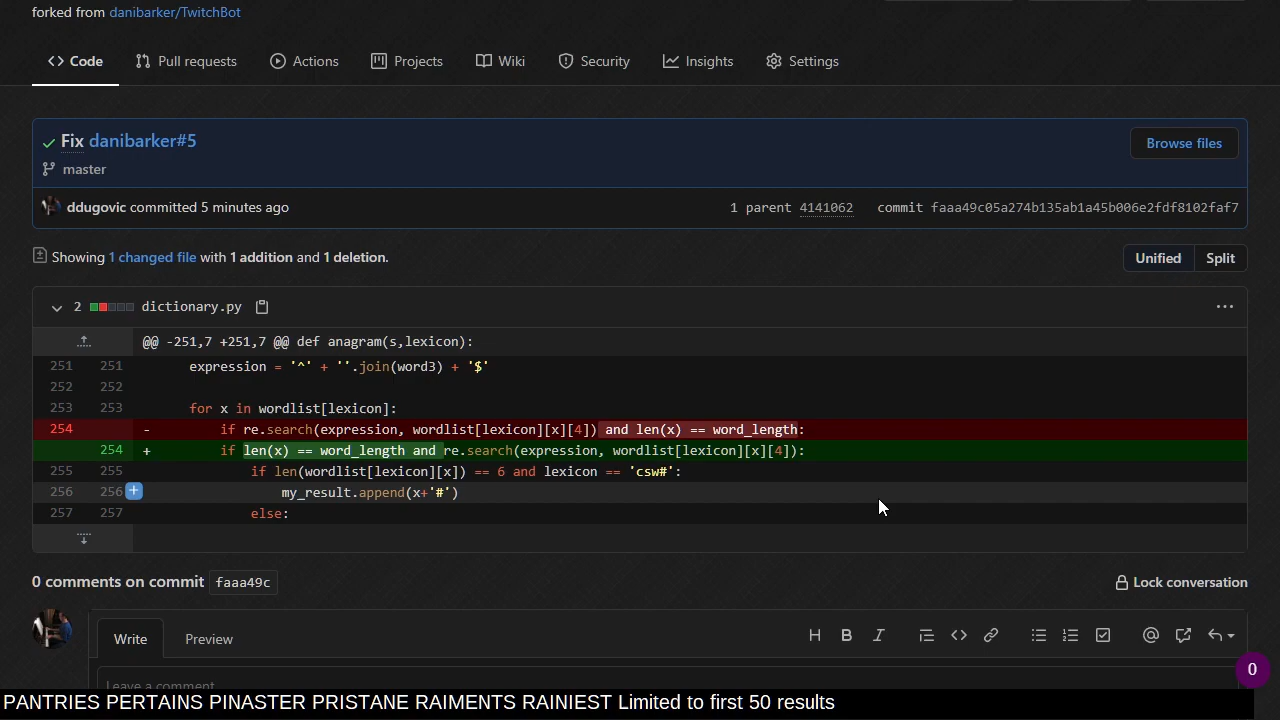 forked from danibarker/TwitchBot
Code Pull requests Actions Projects Wiki Security Insights Settings
Fix danibarker#5
Browse files
master
ddugovic committed 5 minutes ago 1 parent 4141062 commit faaa49c05a274b135ab1a45b006e2fdf8102faf7
Showing 1 changed file with 1 addition and 1 deletion.
Unified Split
2 dictionary.py
@@ -251,7 +251,7 @@ def anagram(s,lexicon):
251 251 expression = '^' + ''.join(word3) + '$'
252 252
253 253 for x in wordlist[lexicon]:
254 - if re.search(expression, wordlist[lexicon][x][4]) and len(x) == word_length:
254 + if len(x) == word_length and re.search(expression, wordlist[lexicon][x][4]):
255 255 if len(wordlist[lexicon][x]) == 6 and lexicon == 'csw#':
256 256 my_result.append(x+'#')
257 257 else:
0 comments on commit faaa49c
Lock conversation
Write Preview
Leave a comment
0
PANTRIES PERTAINS PINASTER PRISTANE RAIMENTS RAINIEST Limited to first 50 results